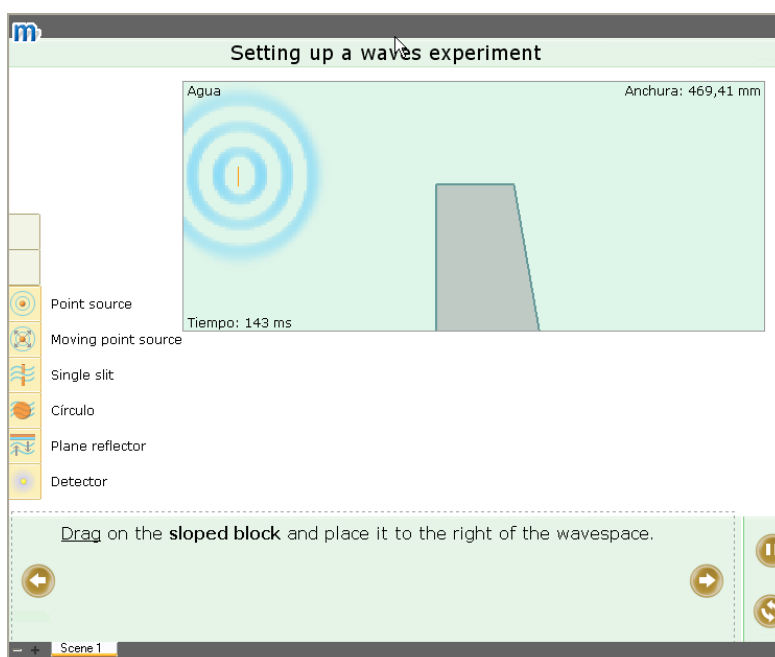 m
Setting up a waves experiment
Agua
Anchura: 469,41 mm
Tiempo: 143 ms
Point source
Moving point source
Single slit
Círculo
Plane reflector
Detector
Drag on the sloped block and place it to the right of the wavespace.
− + Scene 1